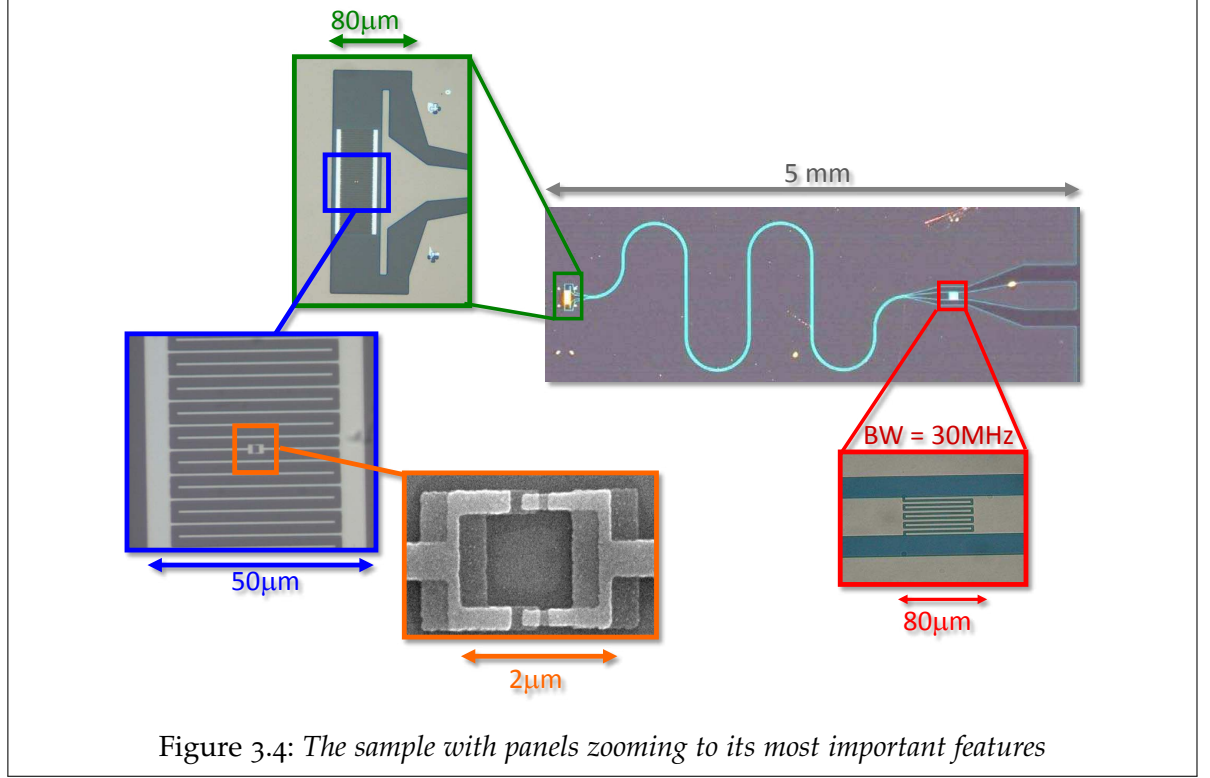 80μm
5 mm
BW = 30MHz
50μm
2μm
80μm
Figure 3.4: The sample with panels zooming to its most important features